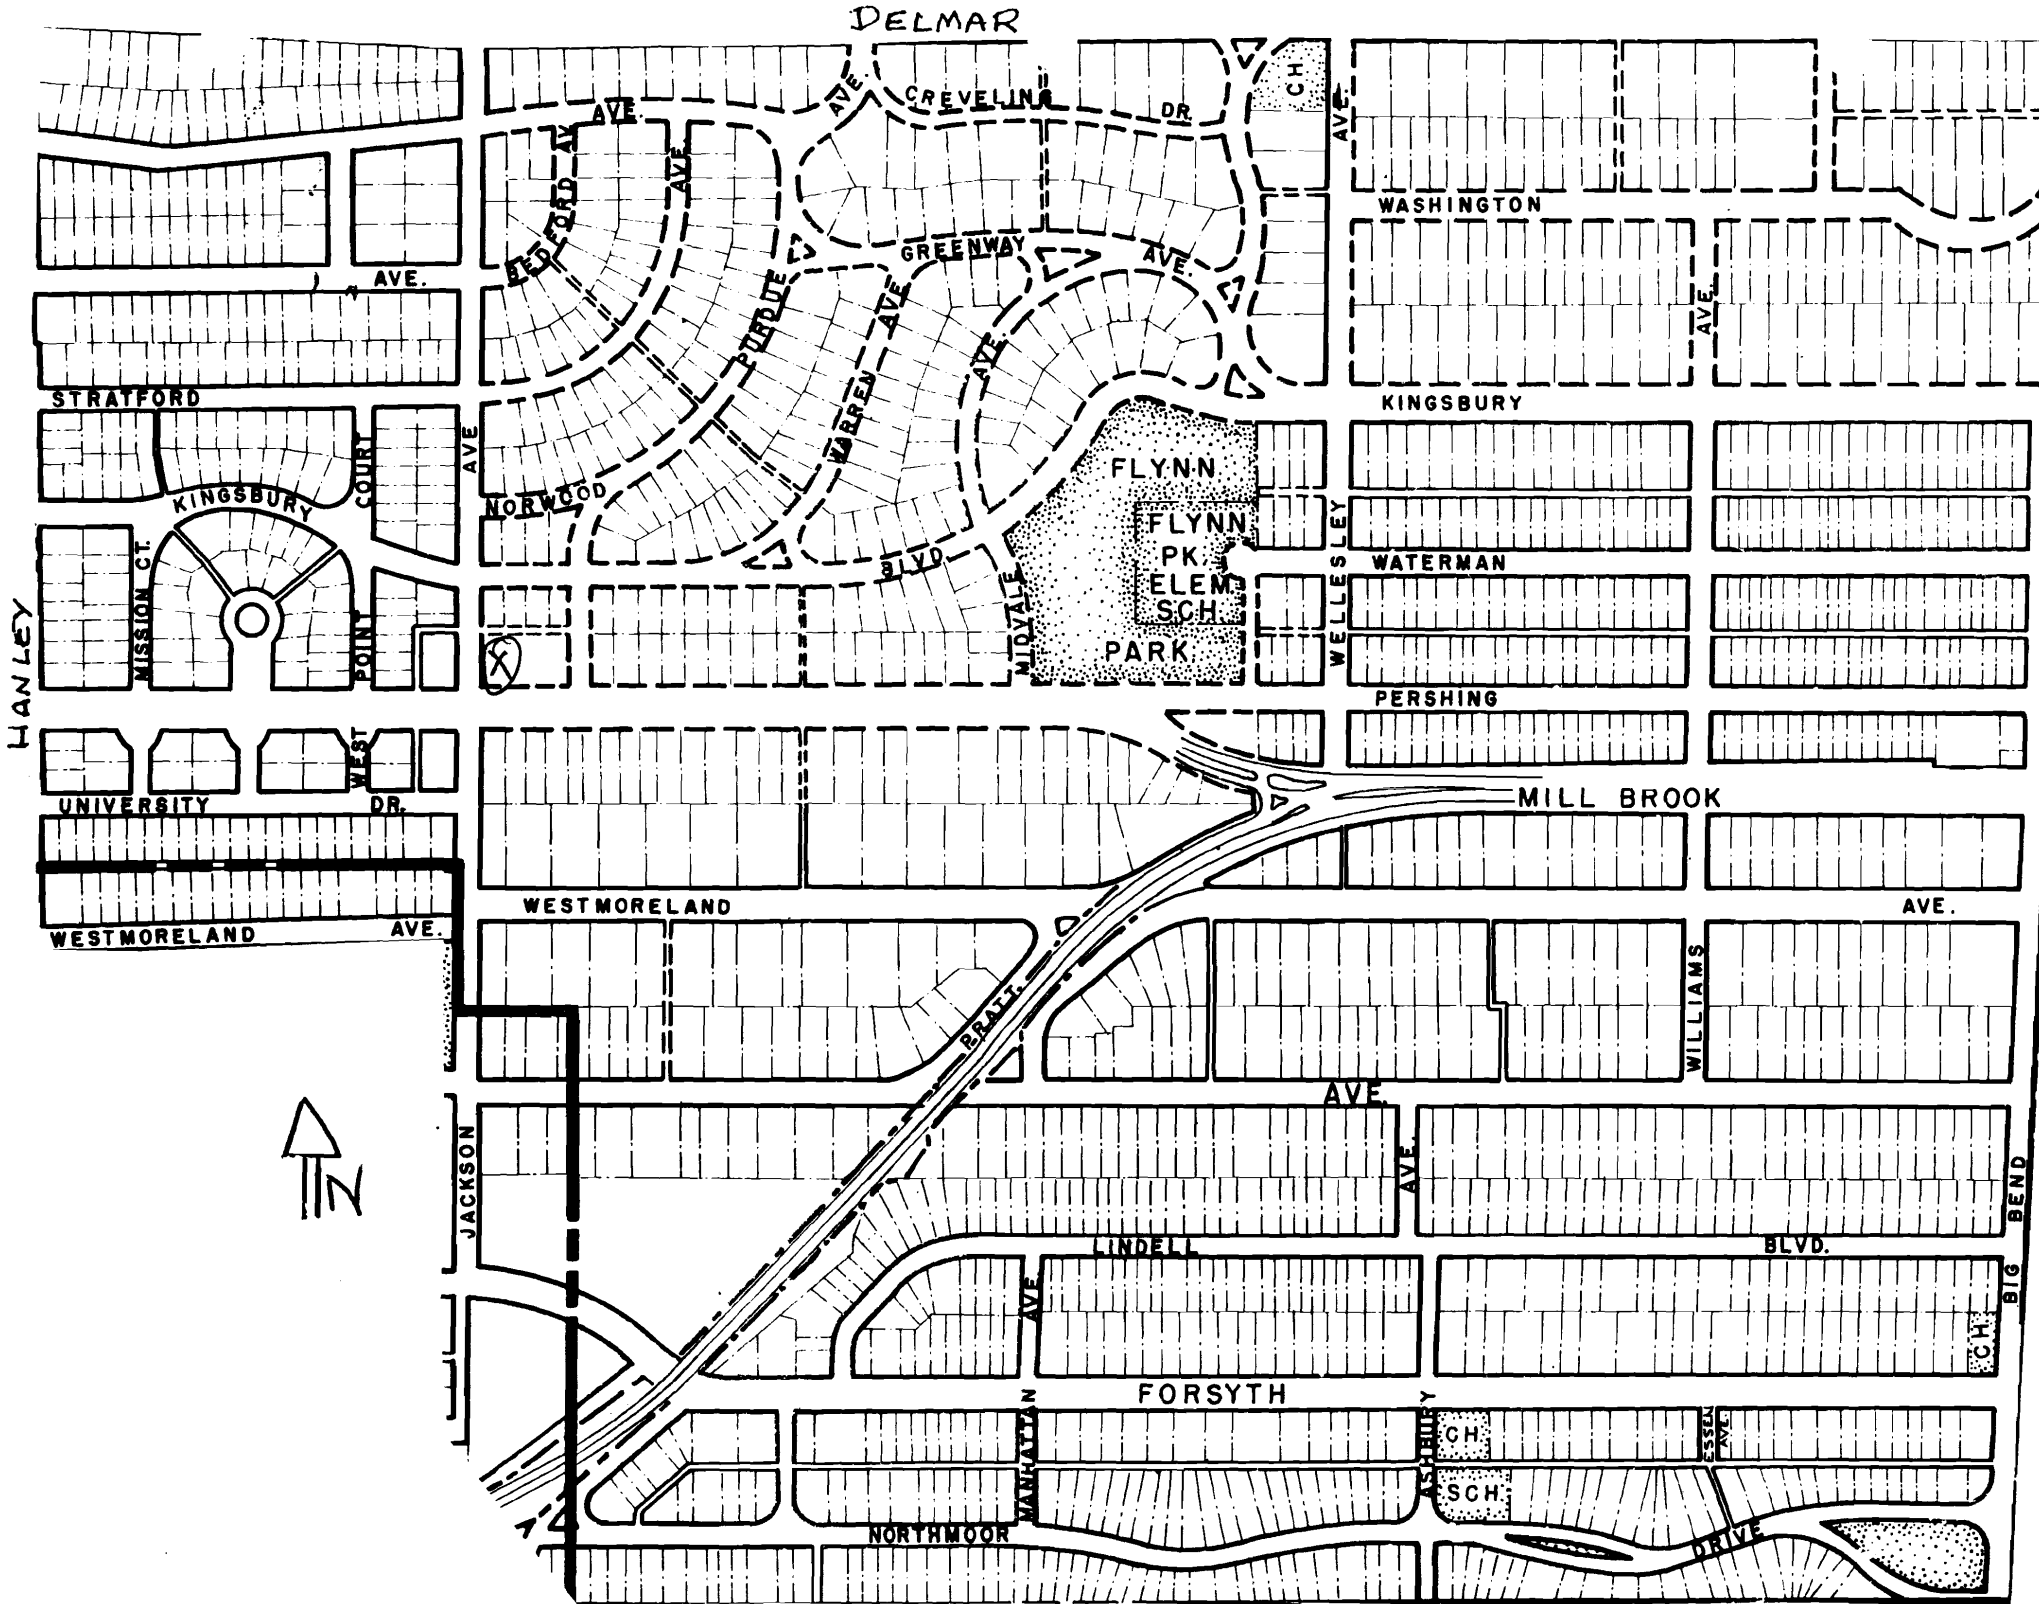 DELMAR
AVE.
AVE.
CREVELING
DR.
CH
AVE.
BEDFORD AV
AVE.
WASHINGTON
AVE.
GREENWAY
AVE.
PURDUE
AVE.
AVE.
AVE.
STRATFORD
KINGSBURY
WARREN
COURT
AVE
KINGSBURY
NORWOOD
FLYNN
FLYNN
PK.
ELEM.
SCH.
PARK
BLVD
WELLESLEY
WATERMAN
MISSION CT.
POINT
WEST
MIDVALE
HANLEY
X
PERSHING
UNIVERSITY
DR.
MILL BROOK
WESTMORELAND
AVE.
WESTMORELAND
AVE.
WILLIAMS
PRATT
AVE.
N
JACKSON
AVE.
BIG BEND
LINDELL
BLVD.
AVE.
CH
FORSYTH
MANHATTAN
ASHBURY
CH
ESSEX
AVE.
SCH
NORTHMOOR
DRIVE